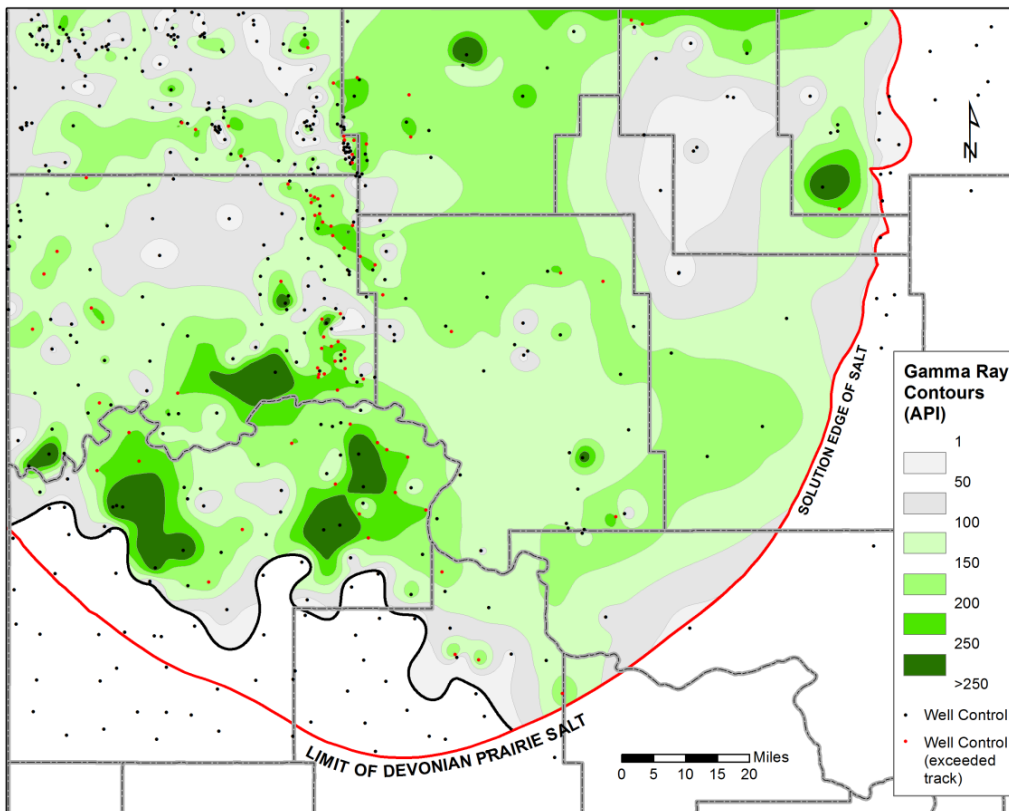 N
SOLUTION EDGE OF SALT
LIMIT OF DEVONIAN PRAIRIE SALT
Gamma Ray
Contours
(API)
1
50
100
150
200
250
>250
Well Control
Well Control
(exceeded
track)
Miles
0 5 10 15 20